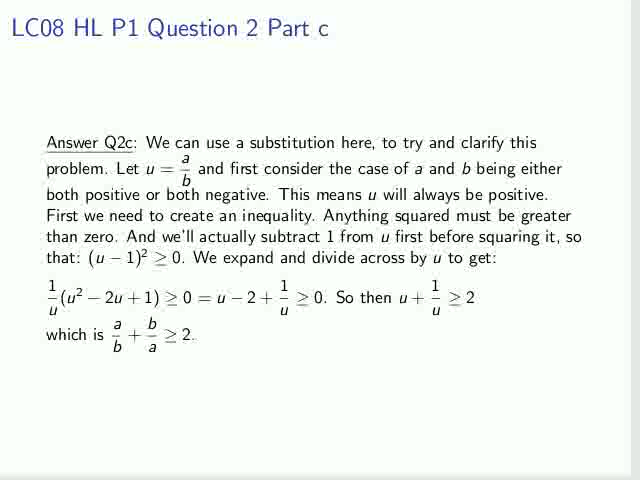 LC08 HL P1 Question 2 Part c
Answer Q2c: We can use a substitution here, to try and clarify this
problem. Let u = a/b and first consider the case of a and b being either
both positive or both negative. This means u will always be positive.
First we need to create an inequality. Anything squared must be greater
than zero. And we'll actually subtract 1 from u first before squaring it, so
that: (u − 1)² ≥ 0. We expand and divide across by u to get:
1/u(u² − 2u + 1) ≥ 0 = u − 2 + 1/u ≥ 0. So then u + 1/u ≥ 2
which is a/b + b/a ≥ 2.